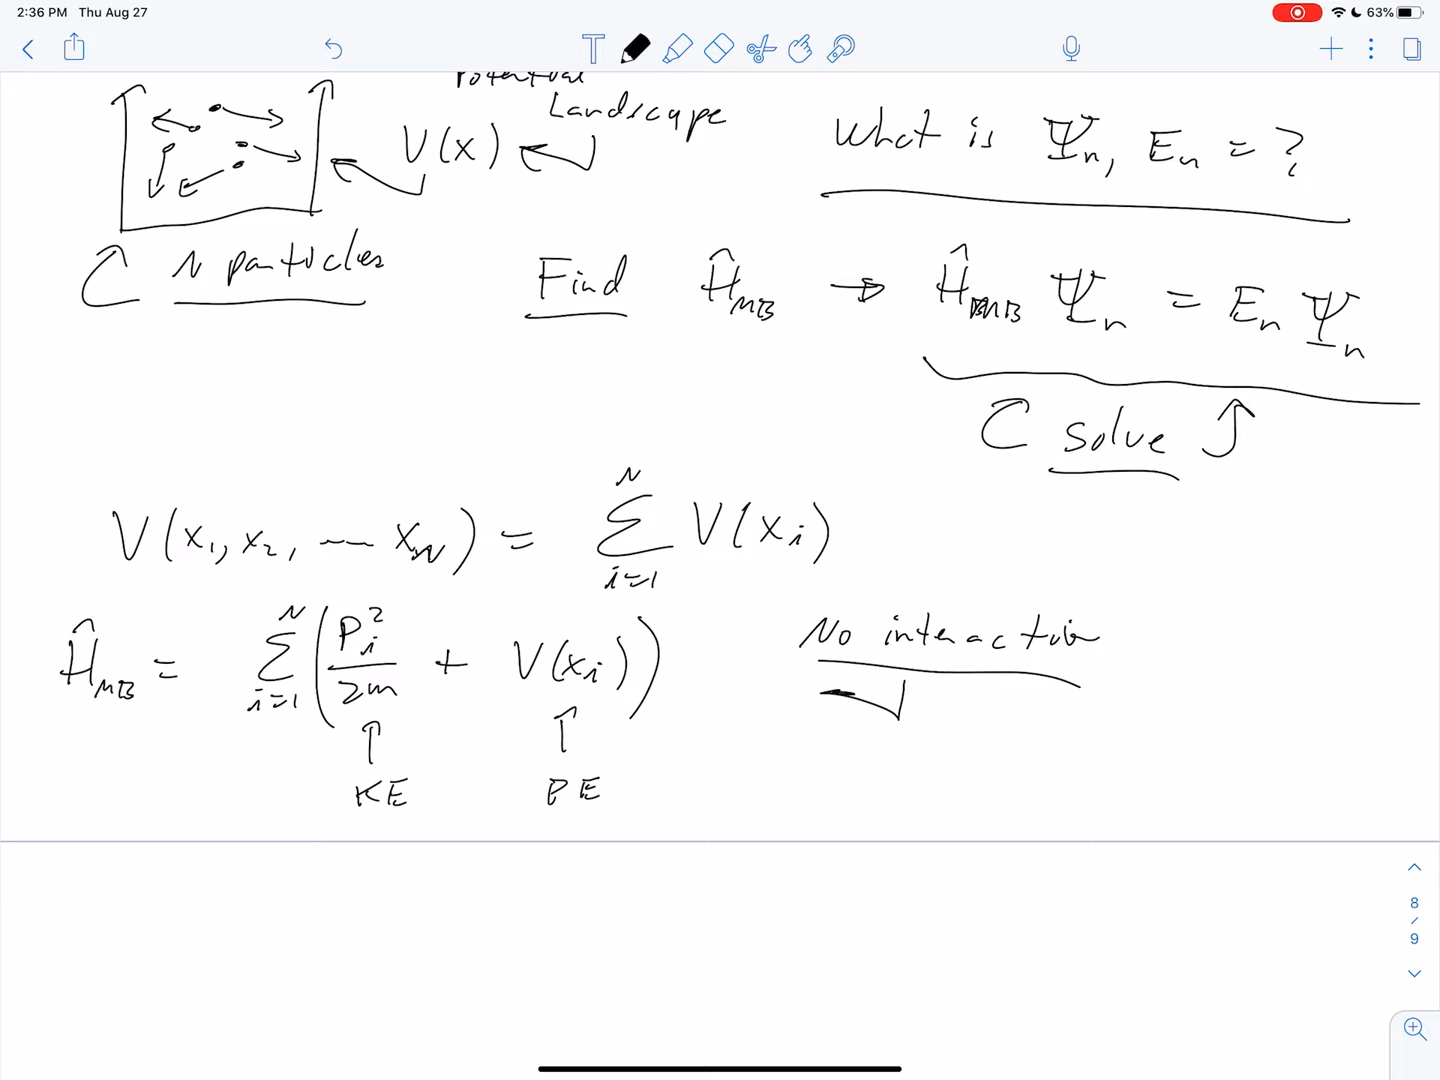 2:36 PM Thu Aug 27 63%
Potential
Landscape
V(x)
What is Ψn, En = ?
N particles
Find Ĥ_MB → Ĥ_MB Ψn = En Ψn
solve
V(x1, x2, --- xN) = Σ_{i=1}^{N} V(xi)
Ĥ_MB = Σ_{i=1}^{N} (Pi²/2m + V(xi))
No interaction
KE PE
8
/
9